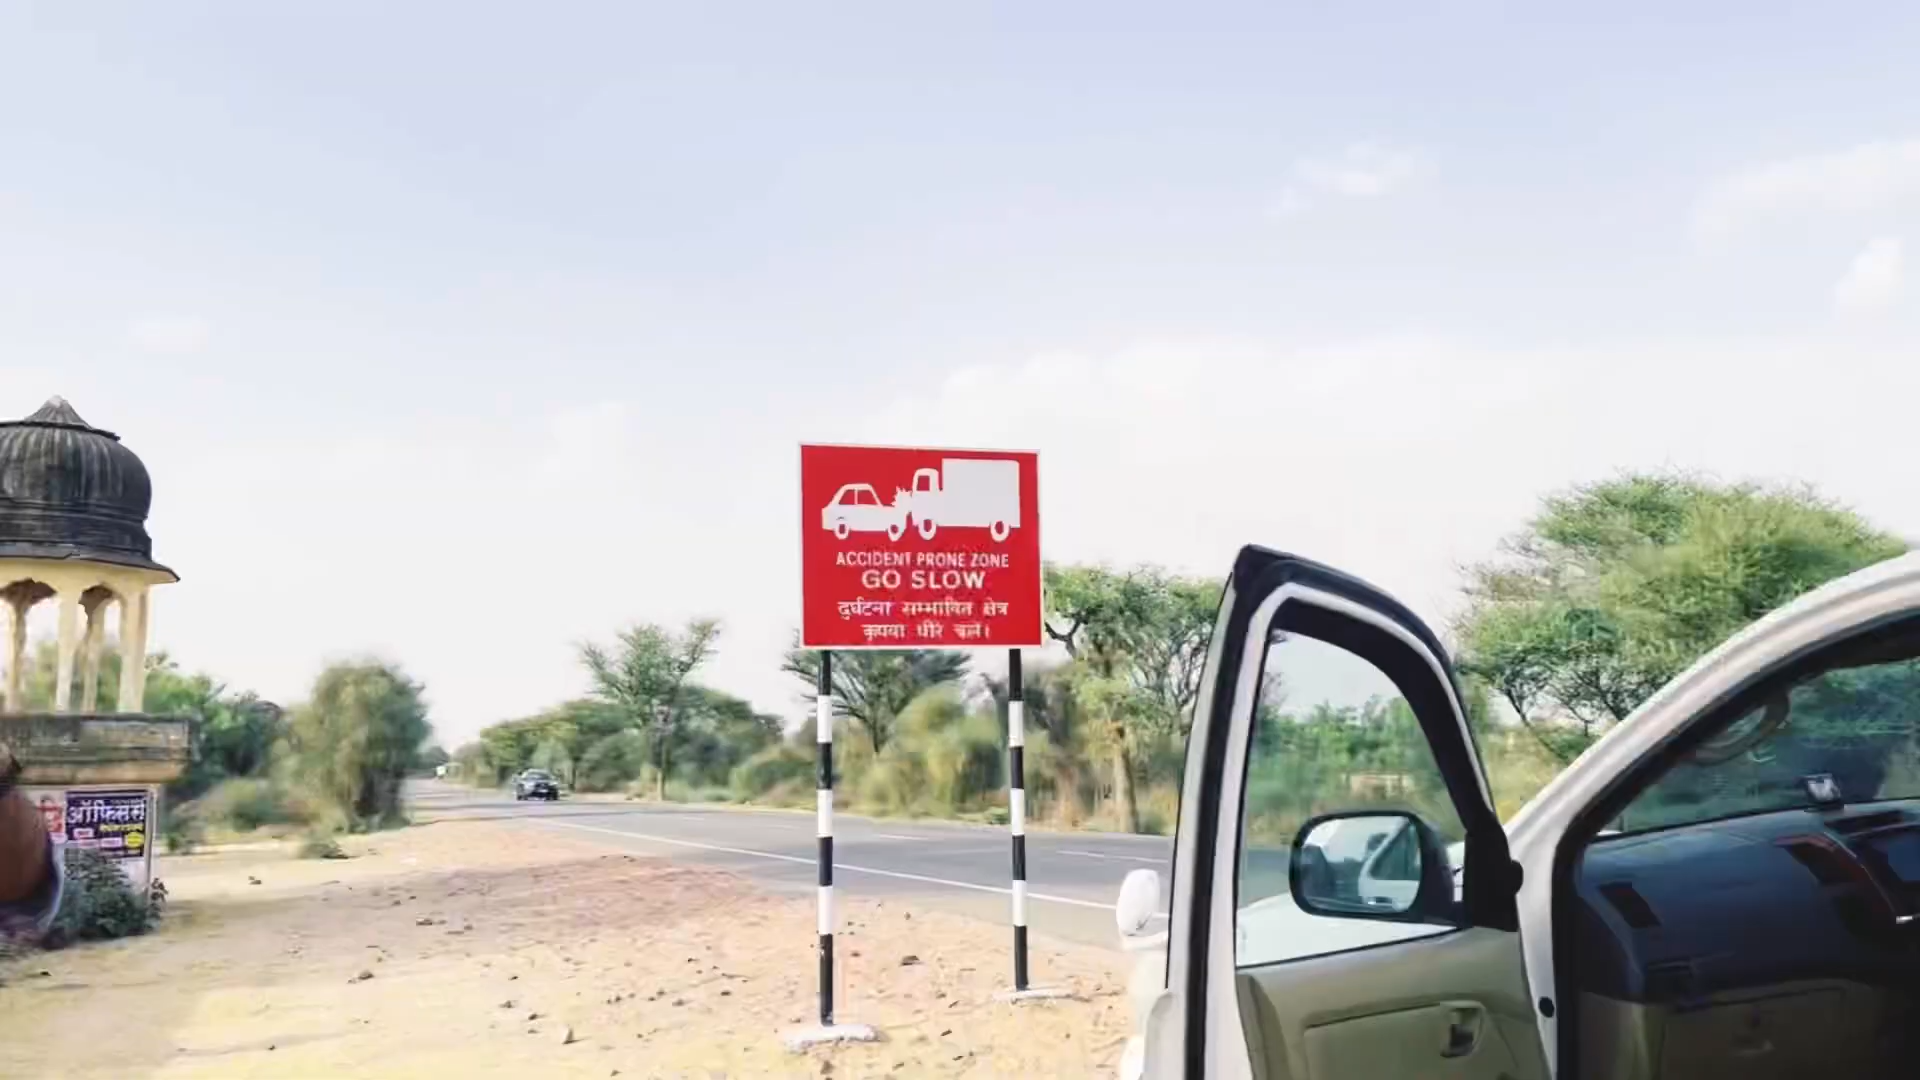 ACCIDENT PRONE ZONE
GO SLOW
दुर्घटना सम्भावित क्षेत्र
कृपया धीरे चलें।
ऑफिसर्स